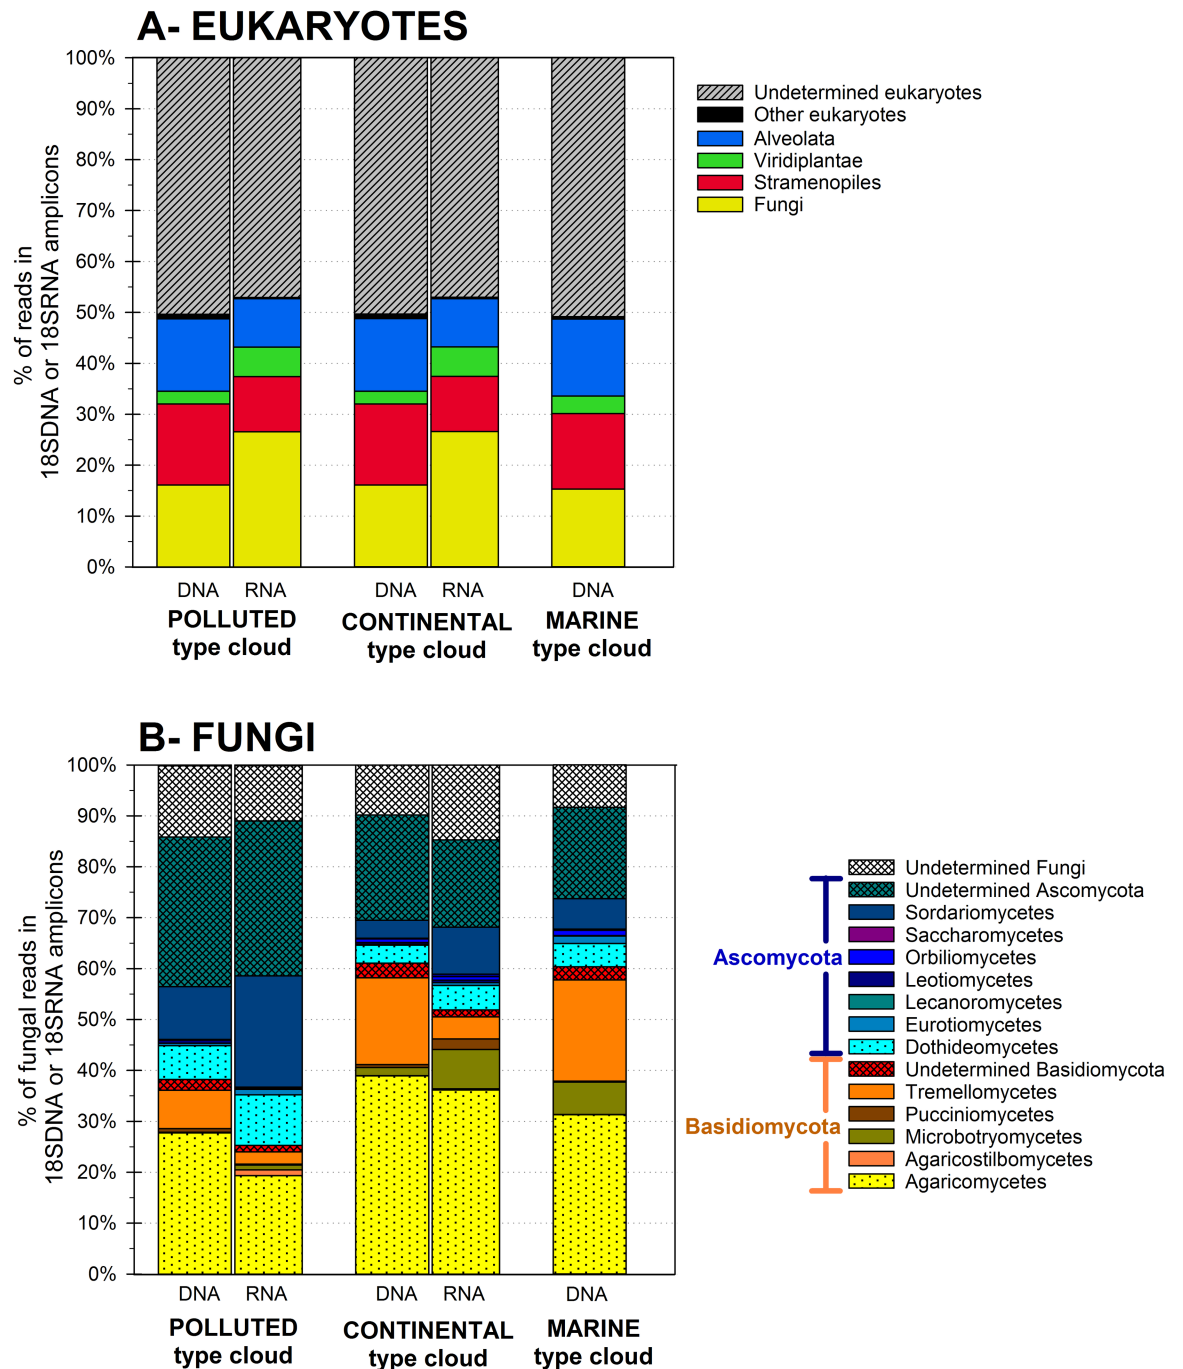 A- EUKARYOTES
100%
90%
80%
70%
60%
50%
40%
30%
20%
10%
0%
% of reads in
18SDNA or 18SRNA amplicons
Undetermined eukaryotes
Other eukaryotes
Alveolata
Viridiplantae
Stramenopiles
Fungi
DNA RNA DNA RNA DNA
POLLUTED CONTINENTAL MARINE
type cloud type cloud type cloud
B- FUNGI
100%
90%
80%
70%
60%
50%
40%
30%
20%
10%
0%
% of fungal reads in
18SDNA or 18SRNA amplicons
Undetermined Fungi
Undetermined Ascomycota
Sordariomycetes
Saccharomycetes
Ascomycota
Orbiliomycetes
Leotiomycetes
Lecanoromycetes
Eurotiomycetes
Dothideomycetes
Undetermined Basidiomycota
Tremellomycetes
Pucciniomycetes
Basidiomycota
Microbotryomycetes
Agaricostilbomycetes
Agaricomycetes
DNA RNA DNA RNA DNA
POLLUTED CONTINENTAL MARINE
type cloud type cloud type cloud